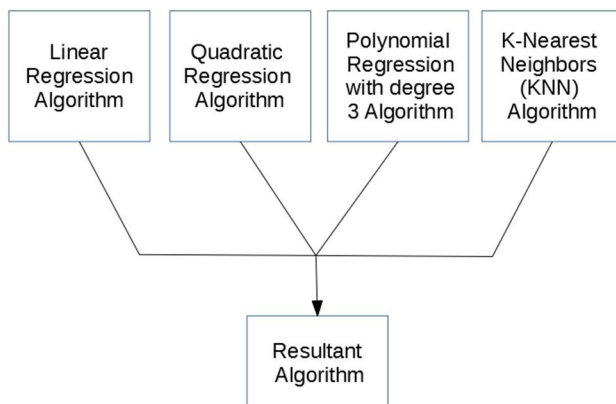 Linear
Regression
Algorithm
Quadratic
Regression
Algorithm
Polynomial
Regression
with degree
3 Algorithm
K-Nearest
Neighbors
(KNN)
Algorithm
Resultant
Algorithm